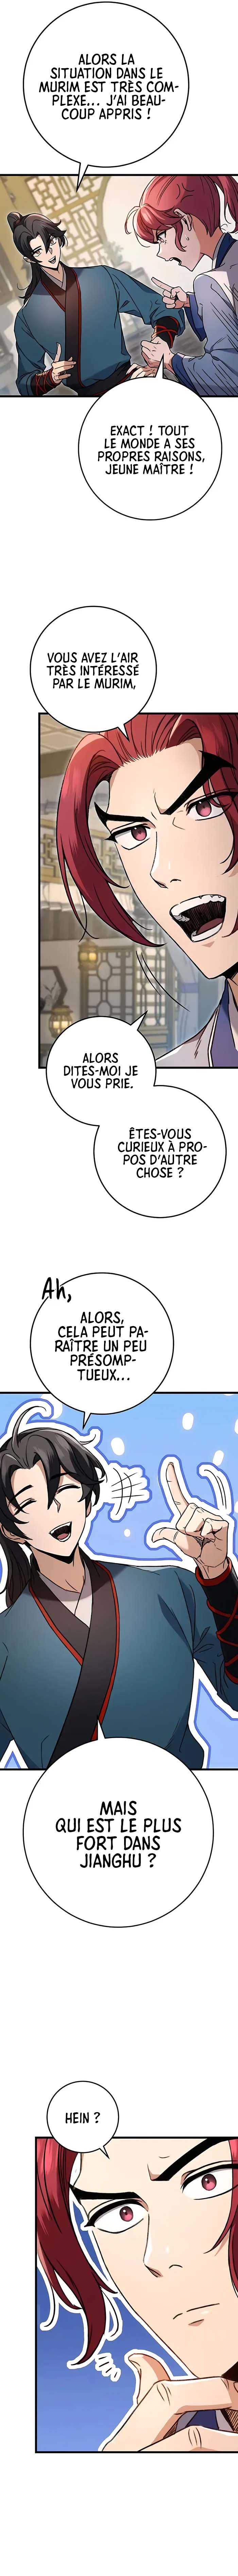 ALORS LA
SITUATION DANS LE
MURIM EST TRÈS COM-
PLEXE... J'AI BEAU-
COUP APPRIS !
EXACT ! TOUT
LE MONDE A SES
PROPRES RAISONS,
JEUNE MAÎTRE !
VOUS AVEZ L'AIR
TRÈS INTÉRESSÉ
PAR LE MURIM,
ALORS
DITES-MOI JE
VOUS PRIE.
ÊTES-VOUS
CURIEUX À PRO-
POS D'AUTRE
CHOSE ?
Ah,
ALORS,
CELA PEUT PA-
RAÎTRE UN PEU
PRÉSOMP-
TUEUX...
MAIS
QUI EST LE PLUS
FORT DANS
JIANGHU ?
HEIN ?